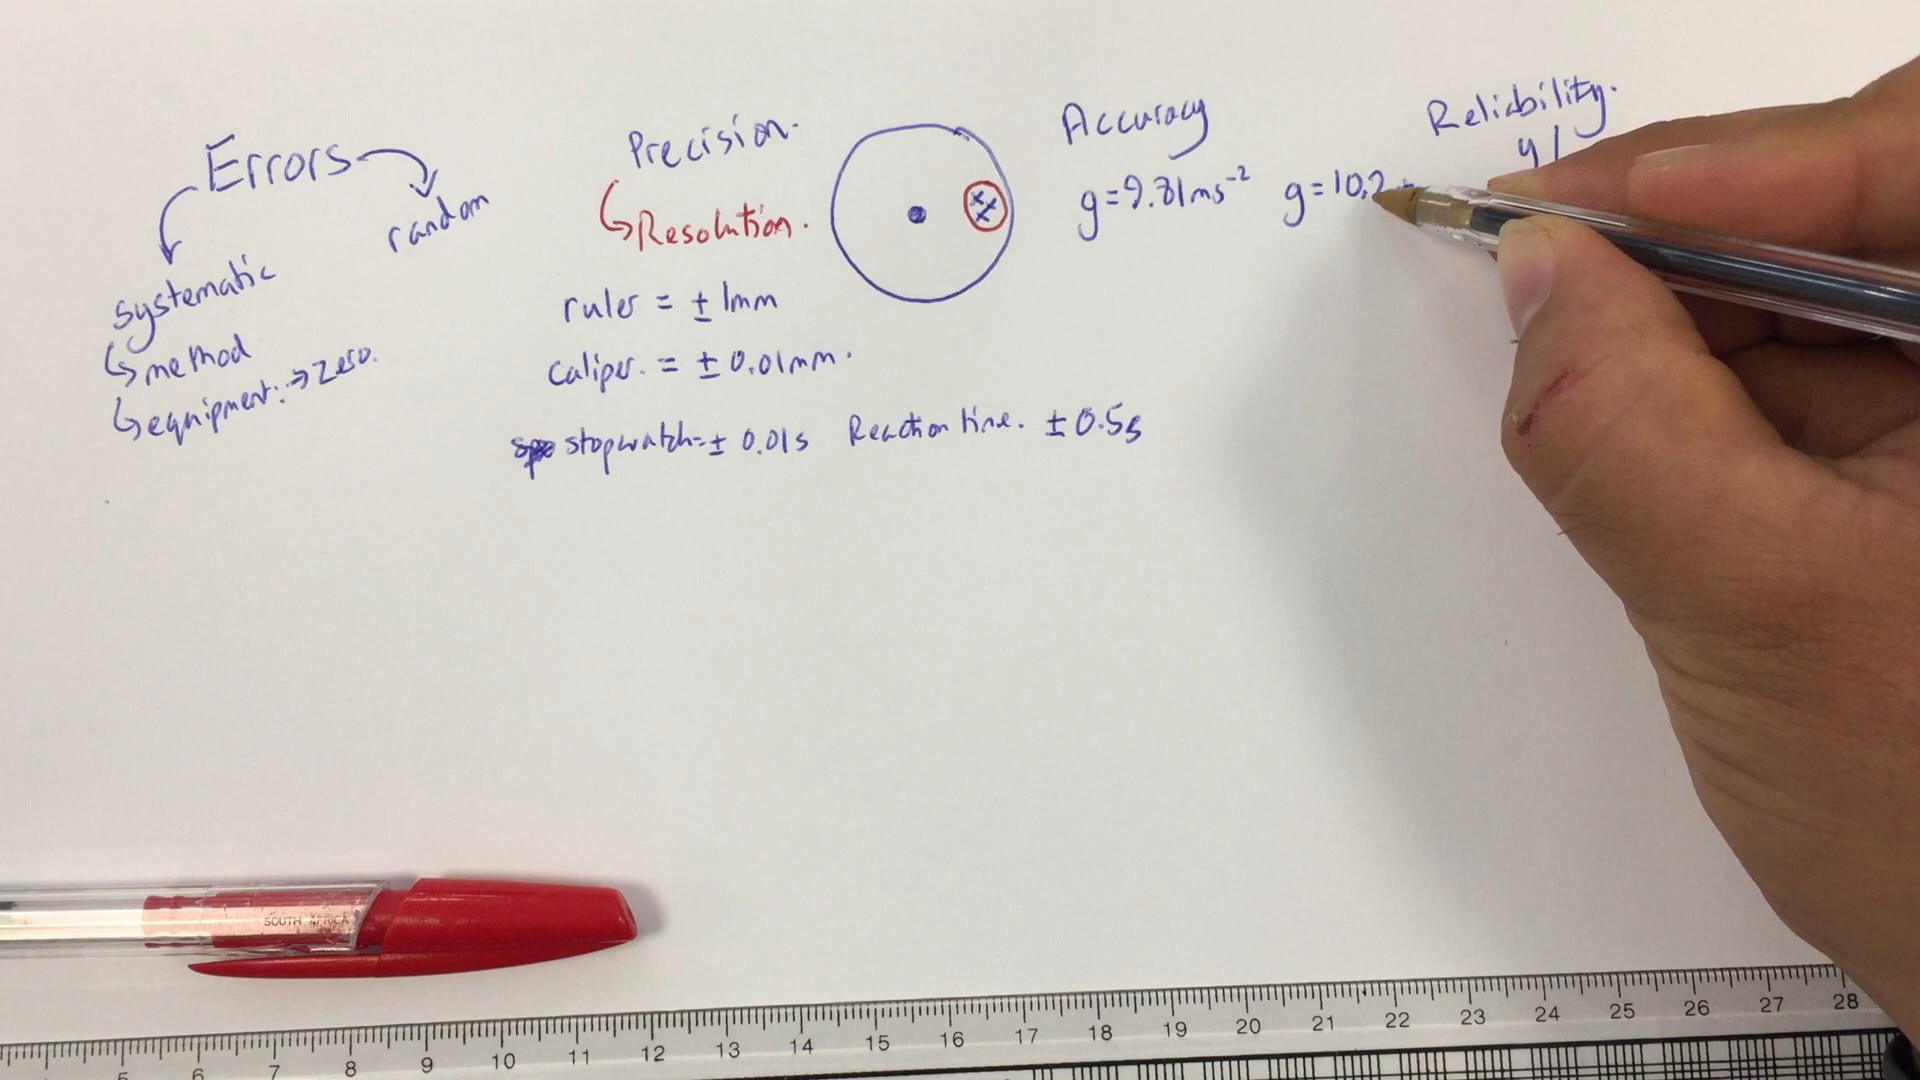 Errors
random
systematic
↳ method
↳ equipment: → zero.
Precision.
↳ Resolution.
ruler = ± 1mm
caliper. = ± 0.01mm.
stopwatch = ± 0.01s Reaction time. ± 0.5s
Accuracy
g = 9.81ms⁻²
g = 10.2
Reliability.
SOUTH AFRICA
5 6 7 8 9 10 11 12 13 14 15 16 17 18 19 20 21 22 23 24 25 26 27 28